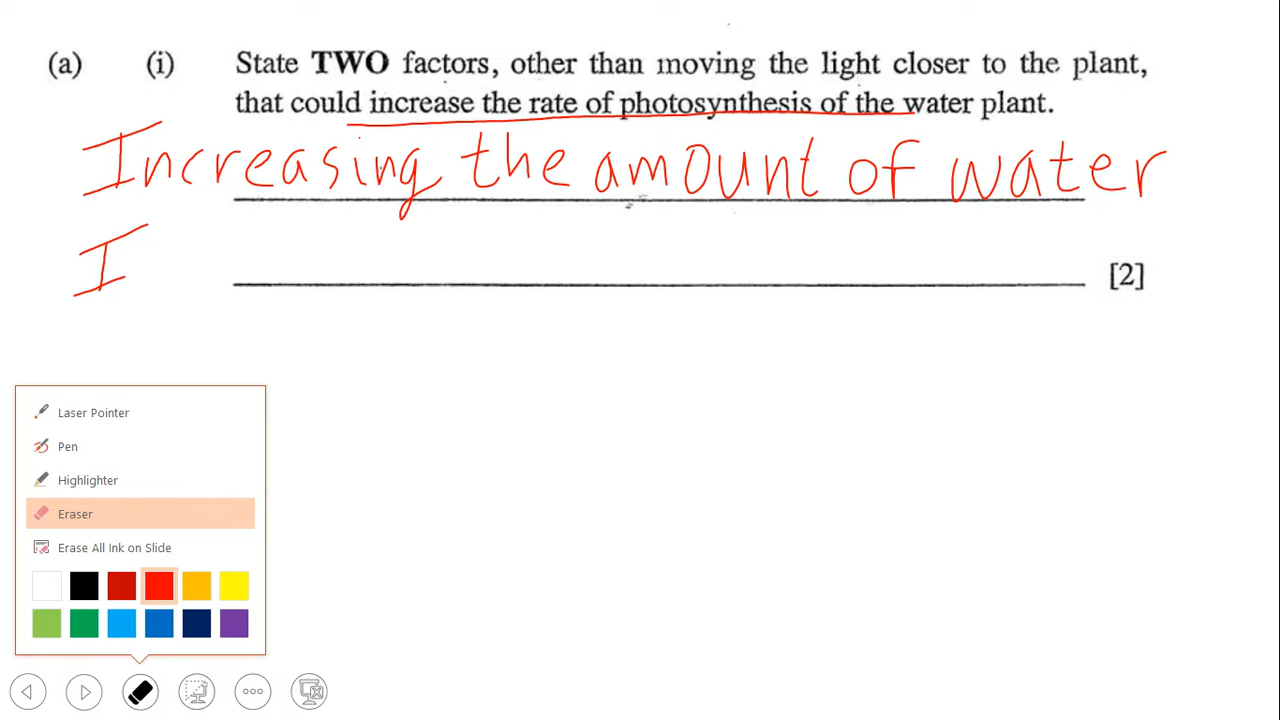 (a) (i) State TWO factors, other than moving the light closer to the plant,
that could increase the rate of photosynthesis of the water plant.
Increasing the amount of water
I
[2]
Laser Pointer
Pen
Highlighter
Eraser
Erase All Ink on Slide